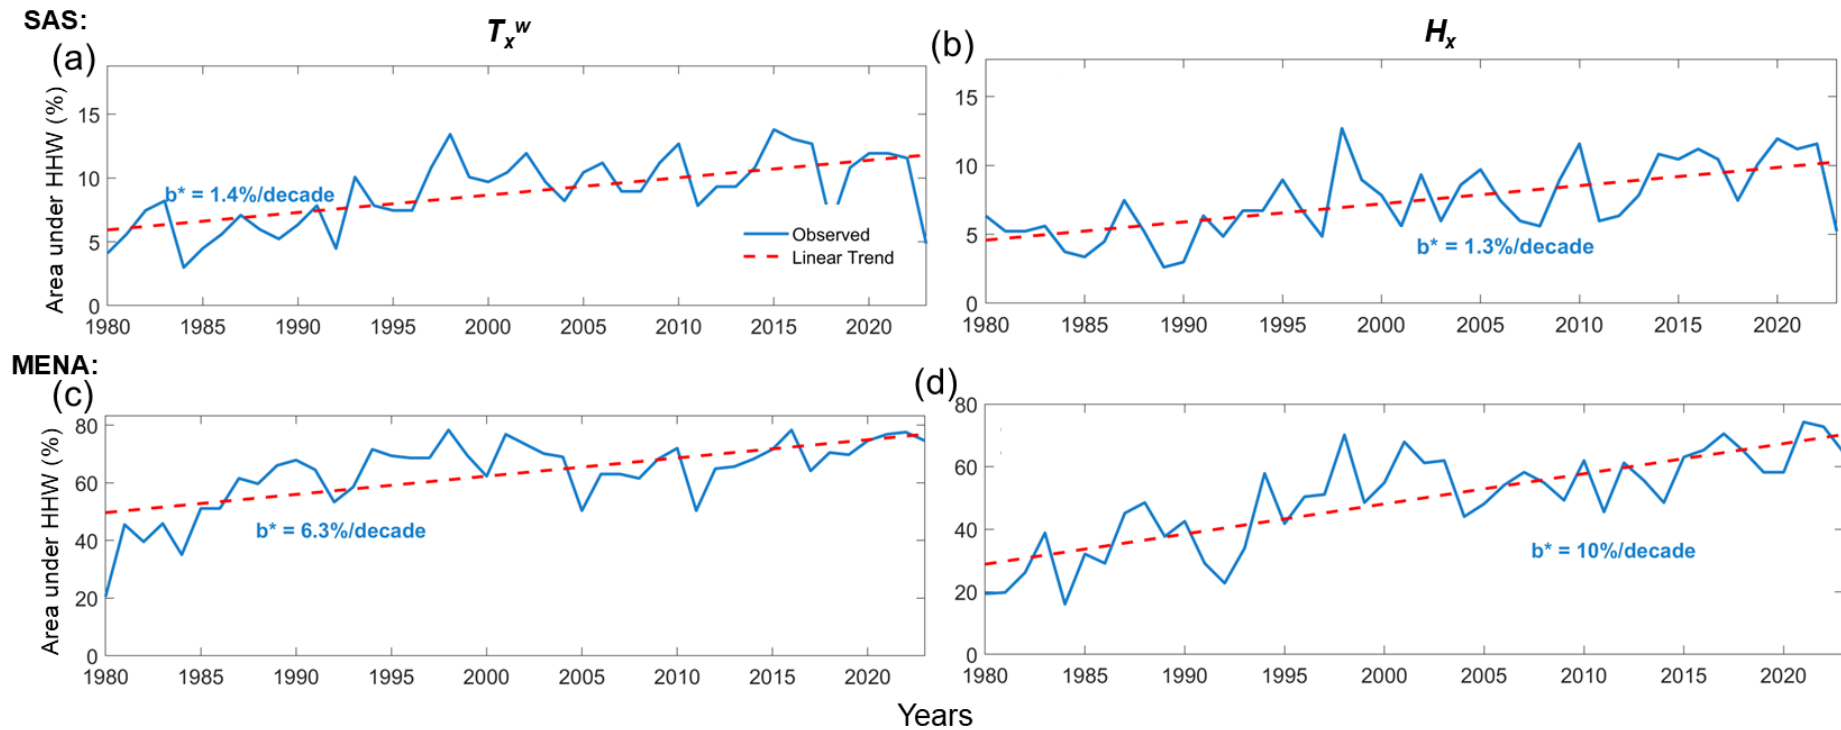 SAS:
Txʷ
Hx
(a)
(b)
Area under HHW (%)
15
10
5
0
b* = 1.4%/decade
Observed
Linear Trend
1980 1985 1990 1995 2000 2005 2010 2015 2020
15
10
5
0
b* = 1.3%/decade
1980 1985 1990 1995 2000 2005 2010 2015 2020
MENA:
(c)
(d)
Area under HHW (%)
80
60
40
20
0
b* = 6.3%/decade
1980 1985 1990 1995 2000 2005 2010 2015 2020
80
60
40
20
0
b* = 10%/decade
1980 1985 1990 1995 2000 2005 2010 2015 2020
Years